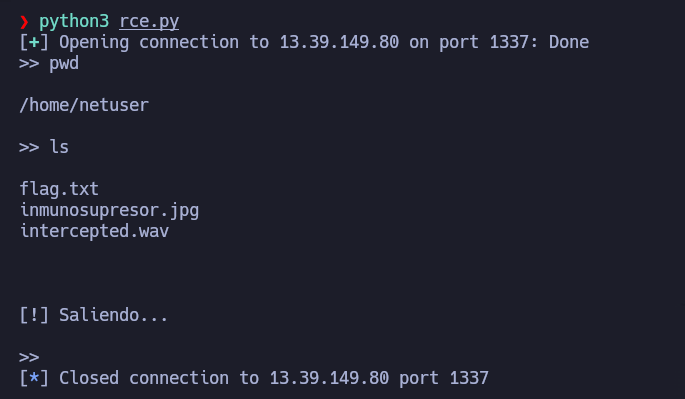 ❯ python3 rce.py
[+] Opening connection to 13.39.149.80 on port 1337: Done
>> pwd
/home/netuser
>> ls
flag.txt
inmunosupresor.jpg
intercepted.wav
[!] Saliendo...
>>
[*] Closed connection to 13.39.149.80 port 1337